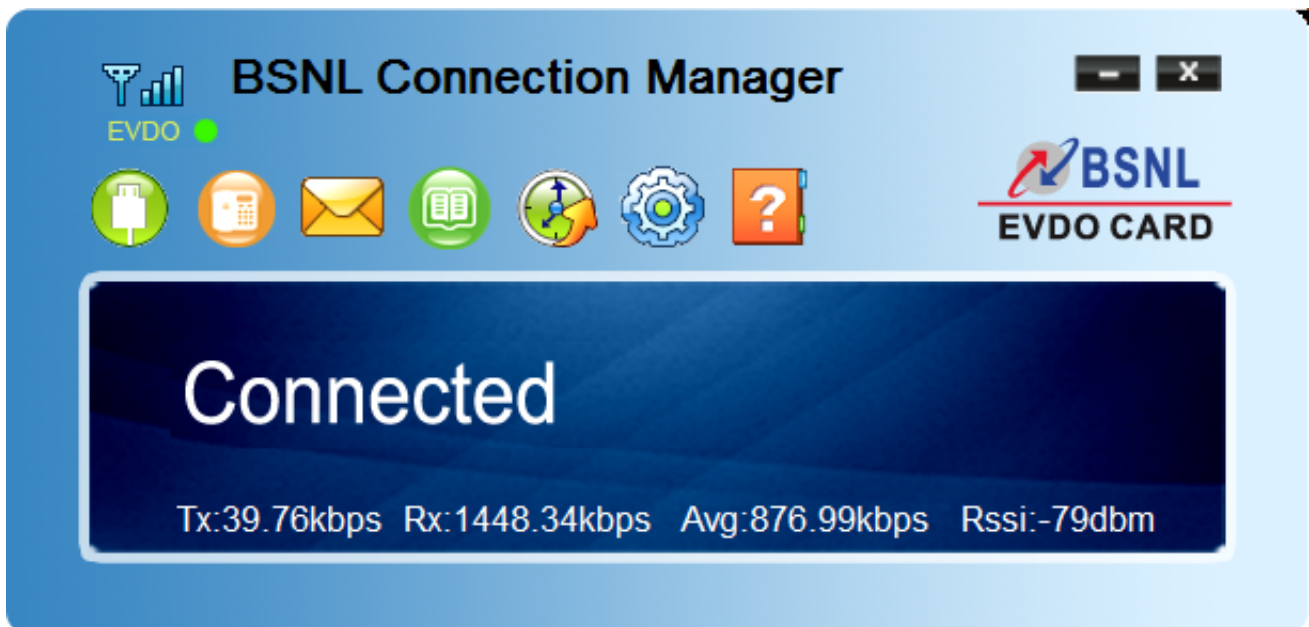 BSNL Connection Manager
EVDO
BSNL
EVDO CARD
?
Connected
Tx:39.76kbps Rx:1448.34kbps Avg:876.99kbps Rssi:-79dbm